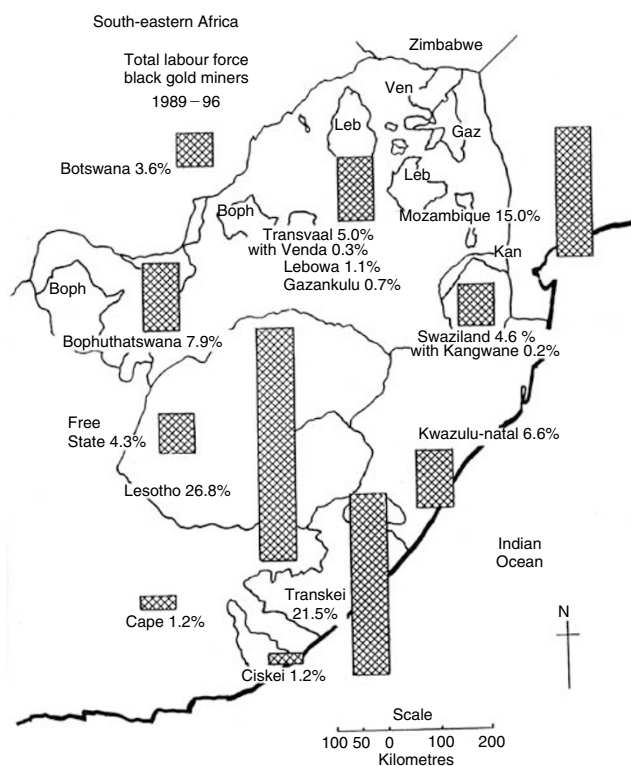 South-eastern Africa
Total labour force
black gold miners
1989 – 96
Zimbabwe
Ven
Leb
Gaz
Botswana 3.6%
Leb
Boph
Mozambique 15.0%
Transvaal 5.0%
with Venda 0.3%
Lebowa 1.1%
Gazankulu 0.7%
Kan
Boph
Swaziland 4.6 %
with Kangwane 0.2%
Bophuthatswana 7.9%
Free
State 4.3%
Kwazulu-natal 6.6%
Lesotho 26.8%
Indian
Ocean
Transkei
21.5%
Cape 1.2%
N
Ciskei 1.2%
Scale
100 50 0 100 200
Kilometres